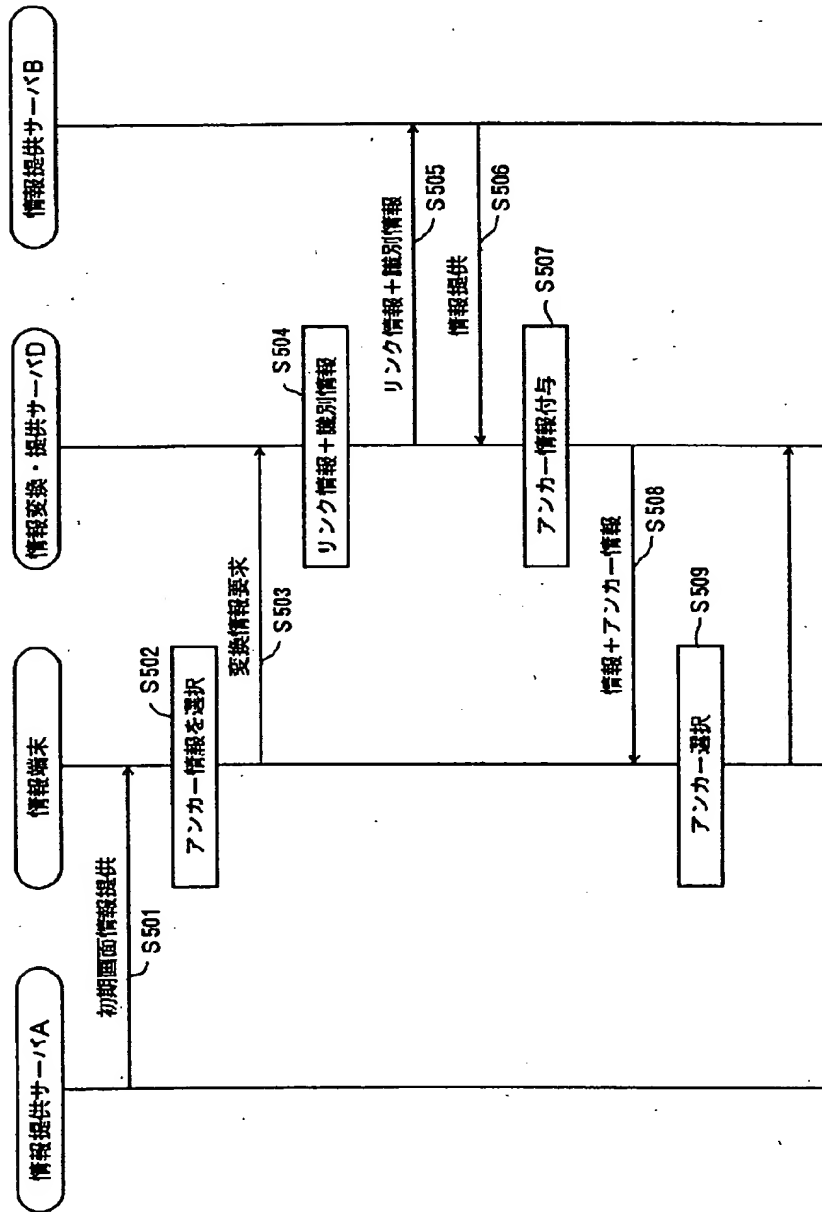 情報提供サーバA
情報端末
情報変換・提供サーバD
情報提供サーバB
初期画面情報提供
S501
アンカー情報を選択
S502
変換情報要求
S503
リンク情報+識別情報
S504
リンク情報+識別情報
S505
情報提供
S506
アンカー情報付与
S507
情報+アンカー情報
S508
アンカー選択
S509